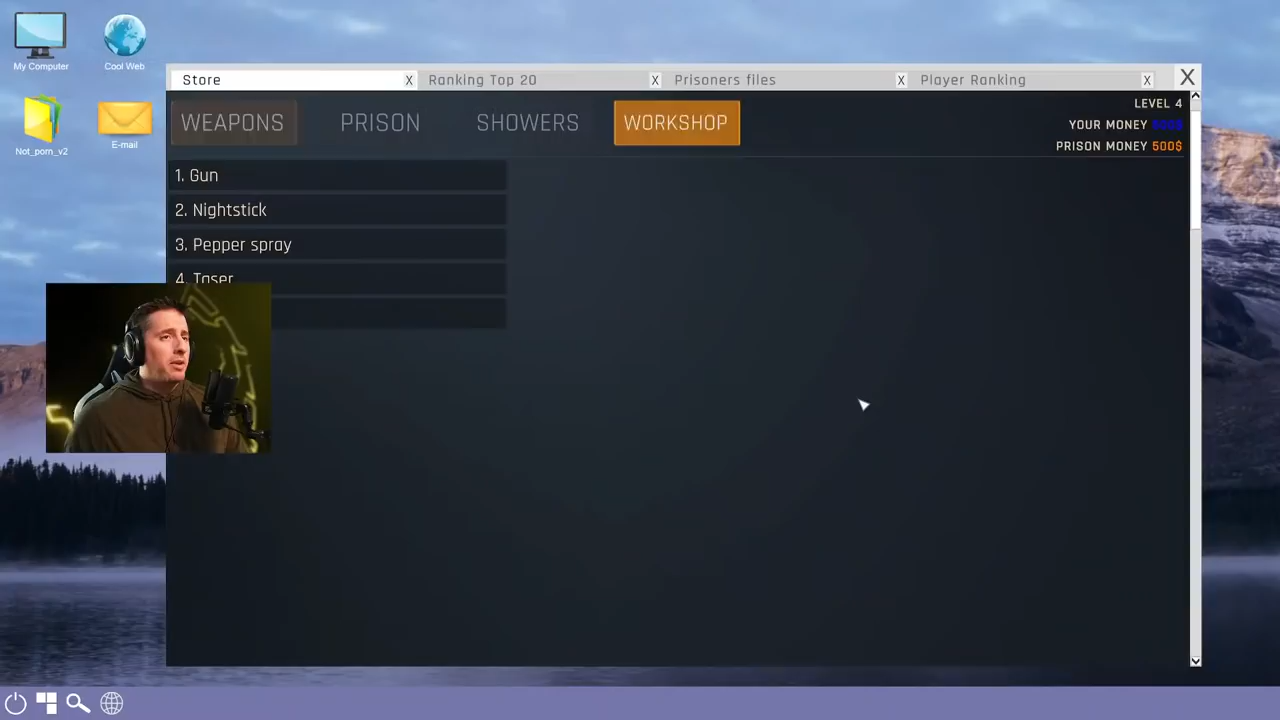 My Computer
Cool Web
Not_porn_v2
E-mail
Store X
Ranking Top 20 X
Prisoners files X
Player Ranking X
X
WEAPONS
PRISON
SHOWERS
WORKSHOP
LEVEL 4
YOUR MONEY
PRISON MONEY 500$
1. Gun
2. Nightstick
3. Pepper spray
4. Taser